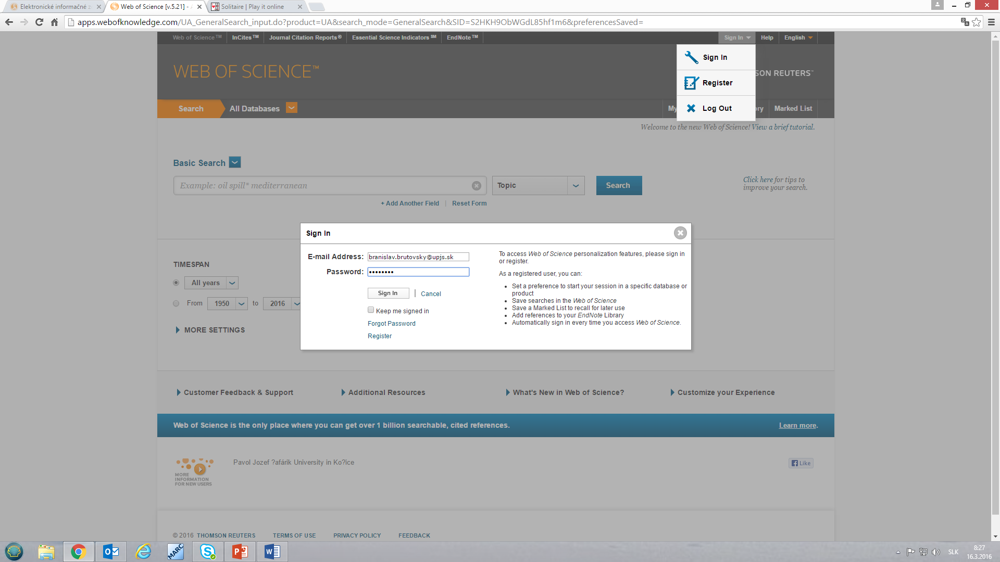 Elektronické informačné z
Web of Science [v.5.21] - A
Solitaire | Play it online
apps.webofknowledge.com/UA_GeneralSearch_input.do?product=UA&search_mode=GeneralSearch&SID=S2HKH9ObWGdL85hf1m6&preferencesSaved=
Web of Science™
InCites™
Journal Citation Reports®
Essential Science Indicators℠
EndNote™
Sign In
Help
English
Sign In
Register
Log Out
WEB OF SCIENCE™
SON REUTERS™
Search
All Databases
My
ry
Marked List
Welcome to the new Web of Science! View a brief tutorial.
Basic Search
Example: oil spill* mediterranean
Topic
Search
Click here for tips to
improve your search.
+ Add Another Field | Reset Form
Sign In
E-mail Address: branislav.brutovsky@upjs.sk
Password: ••••••••
Sign In | Cancel
Keep me signed in
Forgot Password
Register
To access Web of Science personalization features, please sign in
or register.
As a registered user, you can:
• Set a preference to start your session in a specific database or
product
• Save searches in the Web of Science
• Save a Marked List to recall for later use
• Add references to your EndNote Library
• Automatically sign in every time you access Web of Science.
TIMESPAN
All years
From 1950 to 2016
MORE SETTINGS
Customer Feedback & Support
Additional Resources
What's New in Web of Science?
Customize your Experience
Web of Science is the only place where you can get over 1 billion searchable, cited references.
Learn more.
MORE
INFORMATION
FOR NEW USERS
Pavol Jozef ?afárik University in Ko?ice
Like
© 2016 THOMSON REUTERS
TERMS OF USE
PRIVACY POLICY
FEEDBACK
MARC
SLK
8:27
16.3.2016